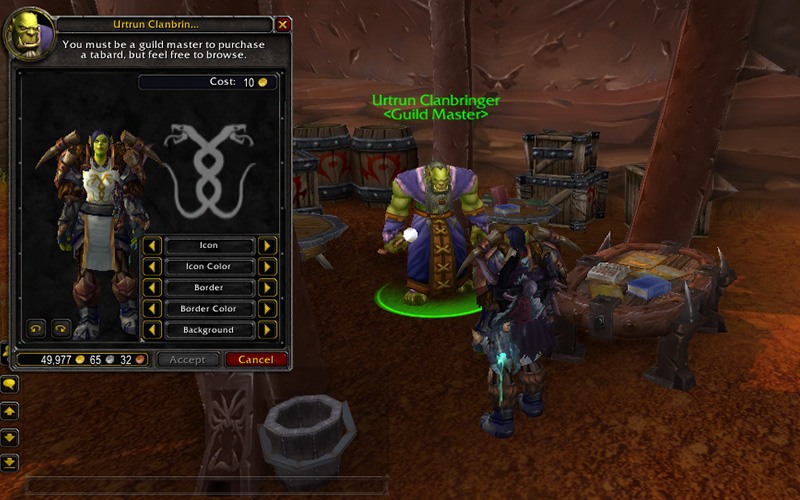 Urtrun Clanbrin...
You must be a guild master to purchase
a tabard, but feel free to browse.
Cost: 10
Urtrun Clanbringer
<Guild Master>
Icon
Icon Color
Border
Border Color
Background
49,977 65 32
Accept
Cancel